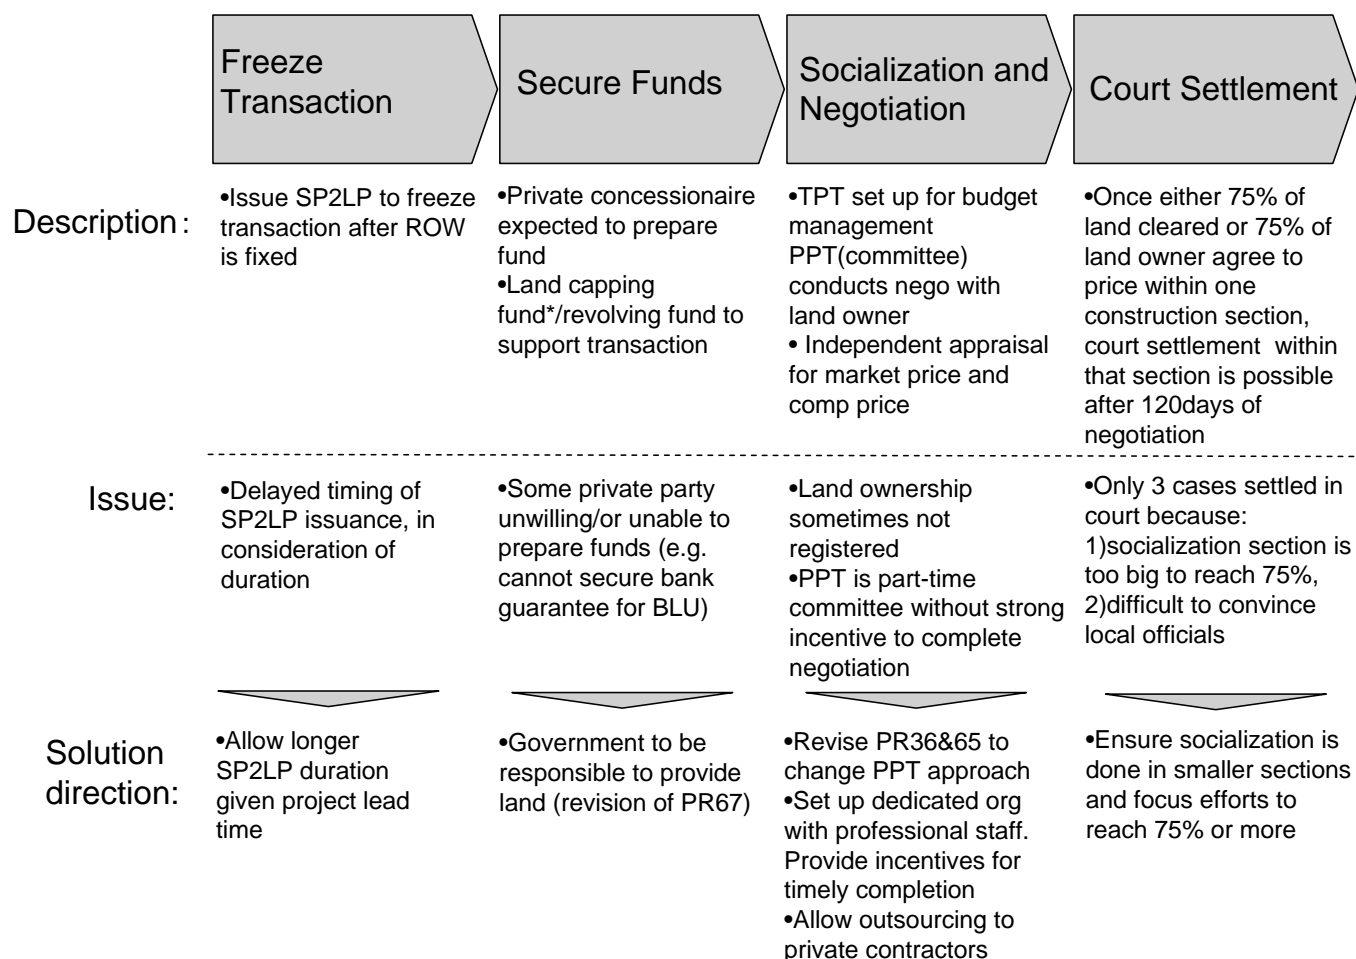 Freeze
Transaction
Secure Funds
Socialization and
Negotiation
Court Settlement
Description :
•Issue SP2LP to freeze
transaction after ROW
is fixed
•Private concessionaire
expected to prepare
fund
•Land capping
fund*/revolving fund to
support transaction
•TPT set up for budget
management
PPT(committee)
conducts nego with
land owner
• Independent appraisal
for market price and
comp price
•Once either 75% of
land cleared or 75% of
land owner agree to
price within one
construction section,
court settlement within
that section is possible
after 120days of
negotiation
Issue:
•Delayed timing of
SP2LP issuance, in
consideration of
duration
•Some private party
unwilling/or unable to
prepare funds (e.g.
cannot secure bank
guarantee for BLU)
•Land ownership
sometimes not
registered
•PPT is part-time
committee without strong
incentive to complete
negotiation
•Only 3 cases settled in
court because:
1)socialization section is
too big to reach 75%,
2)difficult to convince
local officials
Solution
direction:
•Allow longer
SP2LP duration
given project lead
time
•Government to be
responsible to provide
land (revision of PR67)
•Revise PR36&65 to
change PPT approach
•Set up dedicated org
with professional staff.
Provide incentives for
timely completion
•Allow outsourcing to
private contractors
•Ensure socialization is
done in smaller sections
and focus efforts to
reach 75% or more